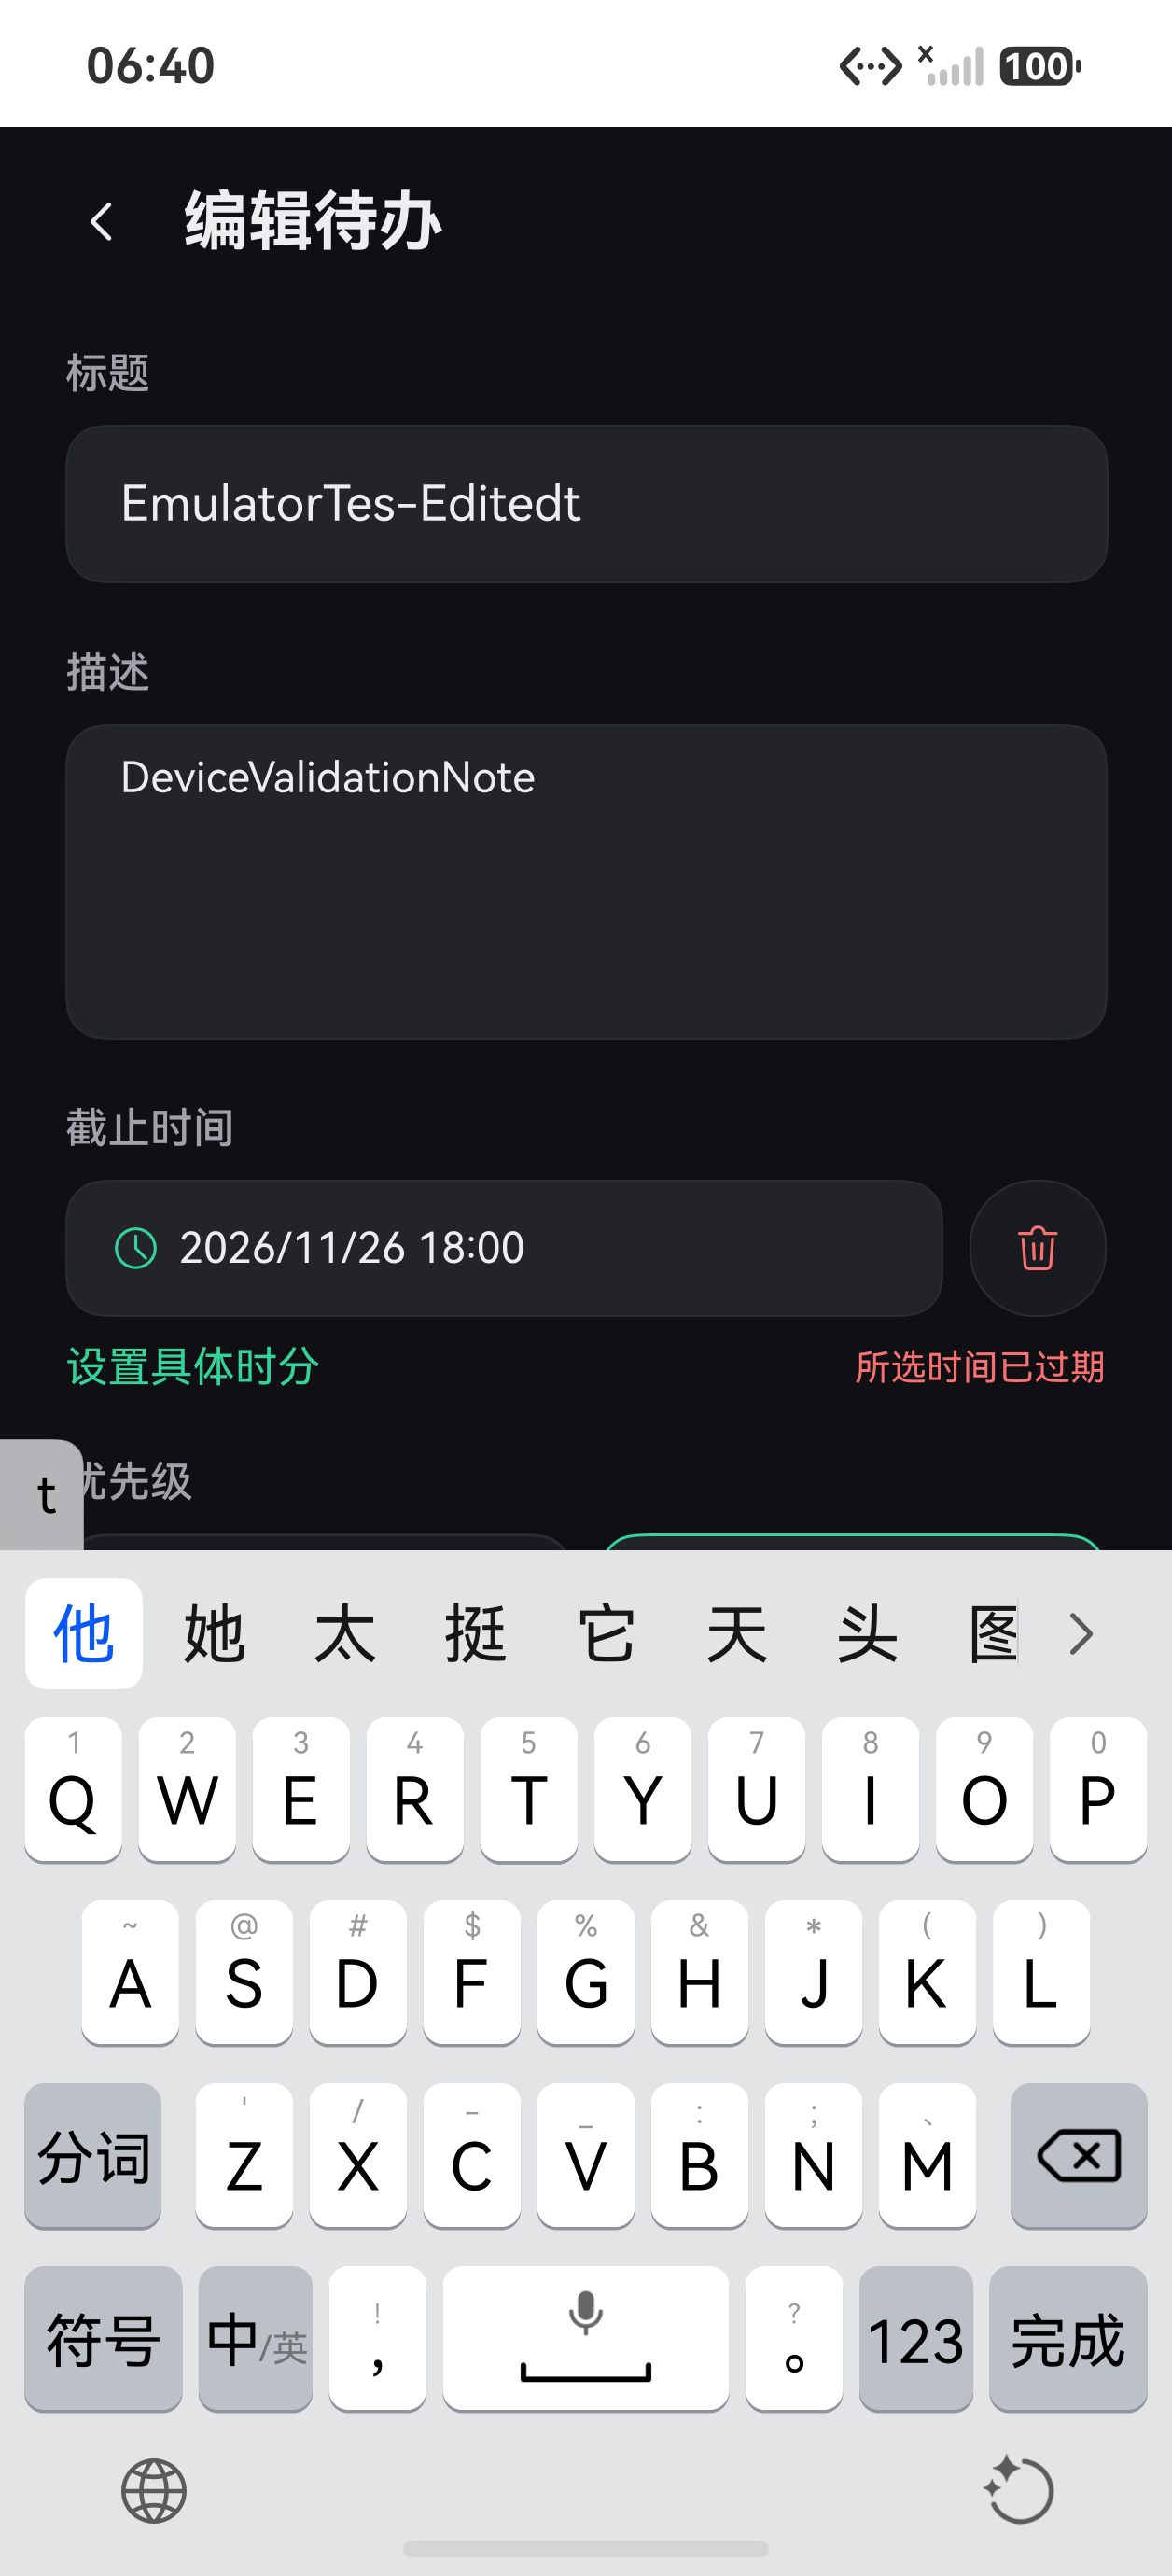 06:40
100
编辑待办
标题
EmulatorTes-Editedt
描述
DeviceValidationNote
截止时间
2026/11/26 18:00
设置具体时分 所选时间已过期
优先级
t
他 她 太 挺 它 天 头 图
1 2 3 4 5 6 7 8 9 0
Q W E R T Y U I O P
~ @ # $ % & * ( )
A S D F G H J K L
' / - _ : ; 、
分词 Z X C V B N M
! ?
符号 中/英 , 。 123 完成